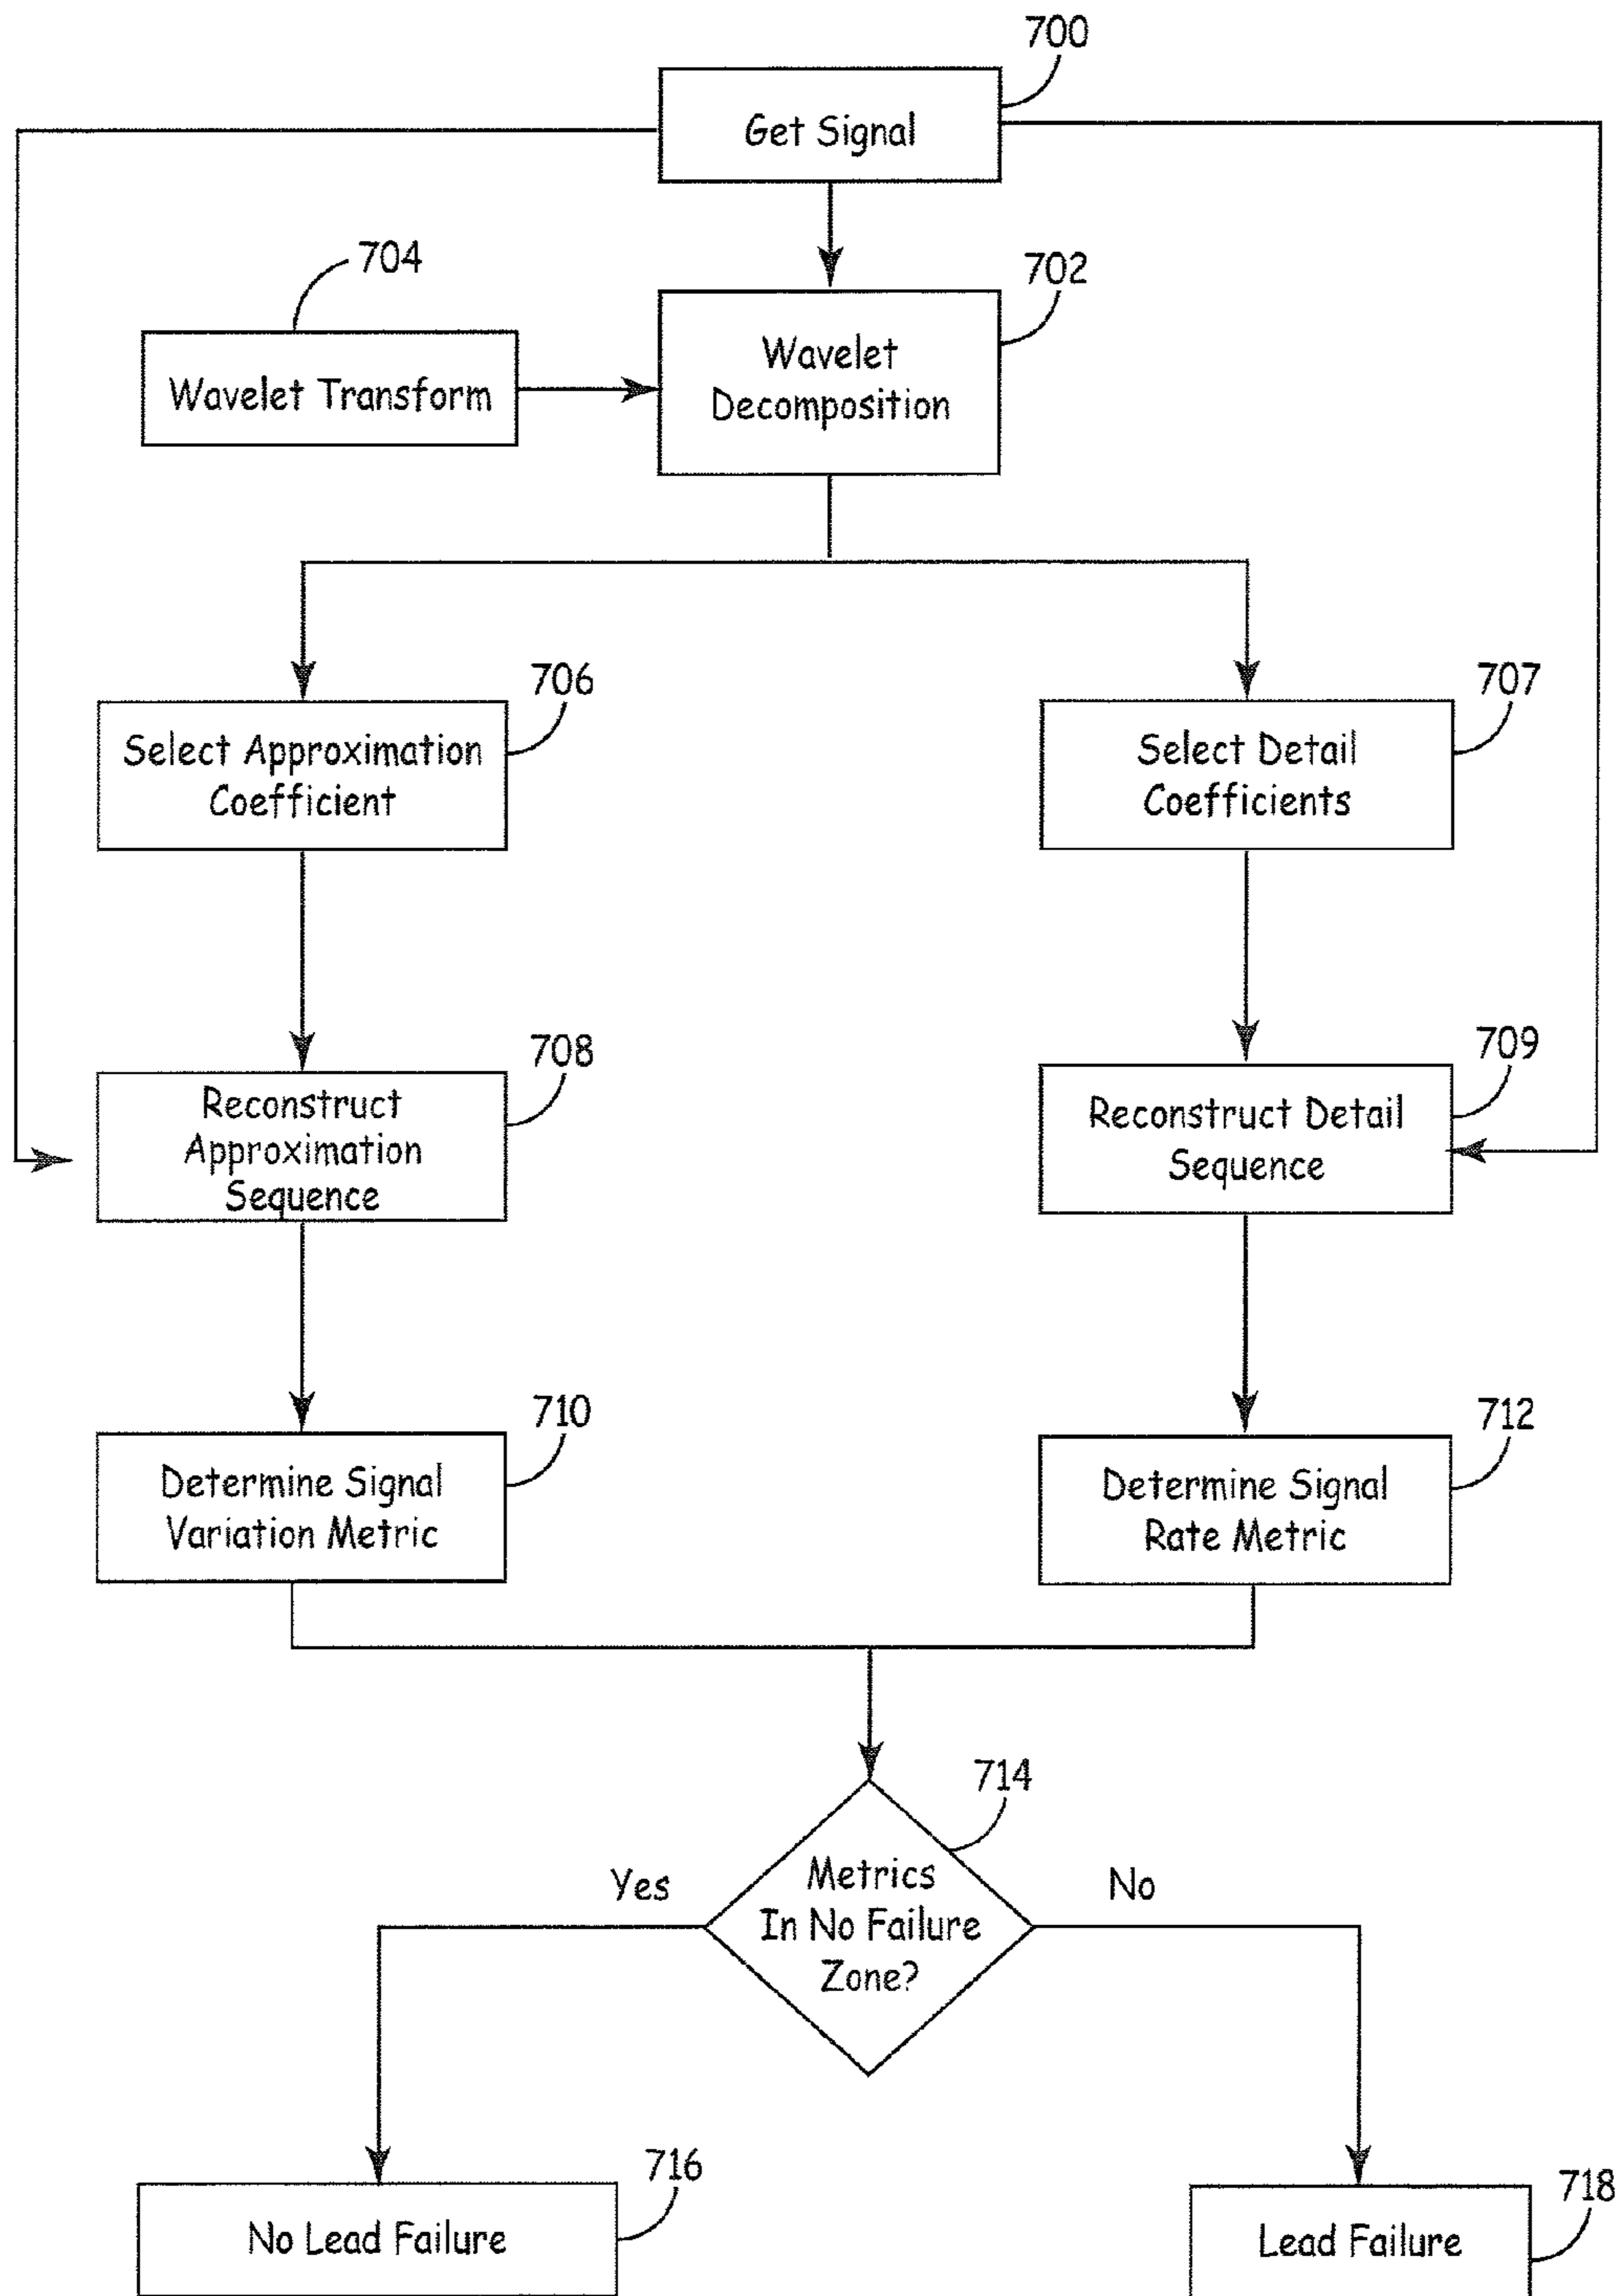 700
Get Signal
704
702
Wavelet Transform
Wavelet
Decomposition
706
707
Select Approximation
Coefficient
Select Detail
Coefficients
708
709
Reconstruct
Approximation
Sequence
Reconstruct Detail
Sequence
710
712
Determine Signal
Variation Metric
Determine Signal
Rate Metric
714
Yes
Metrics
In No Failure
Zone?
No
716
718
No Lead Failure
Lead Failure